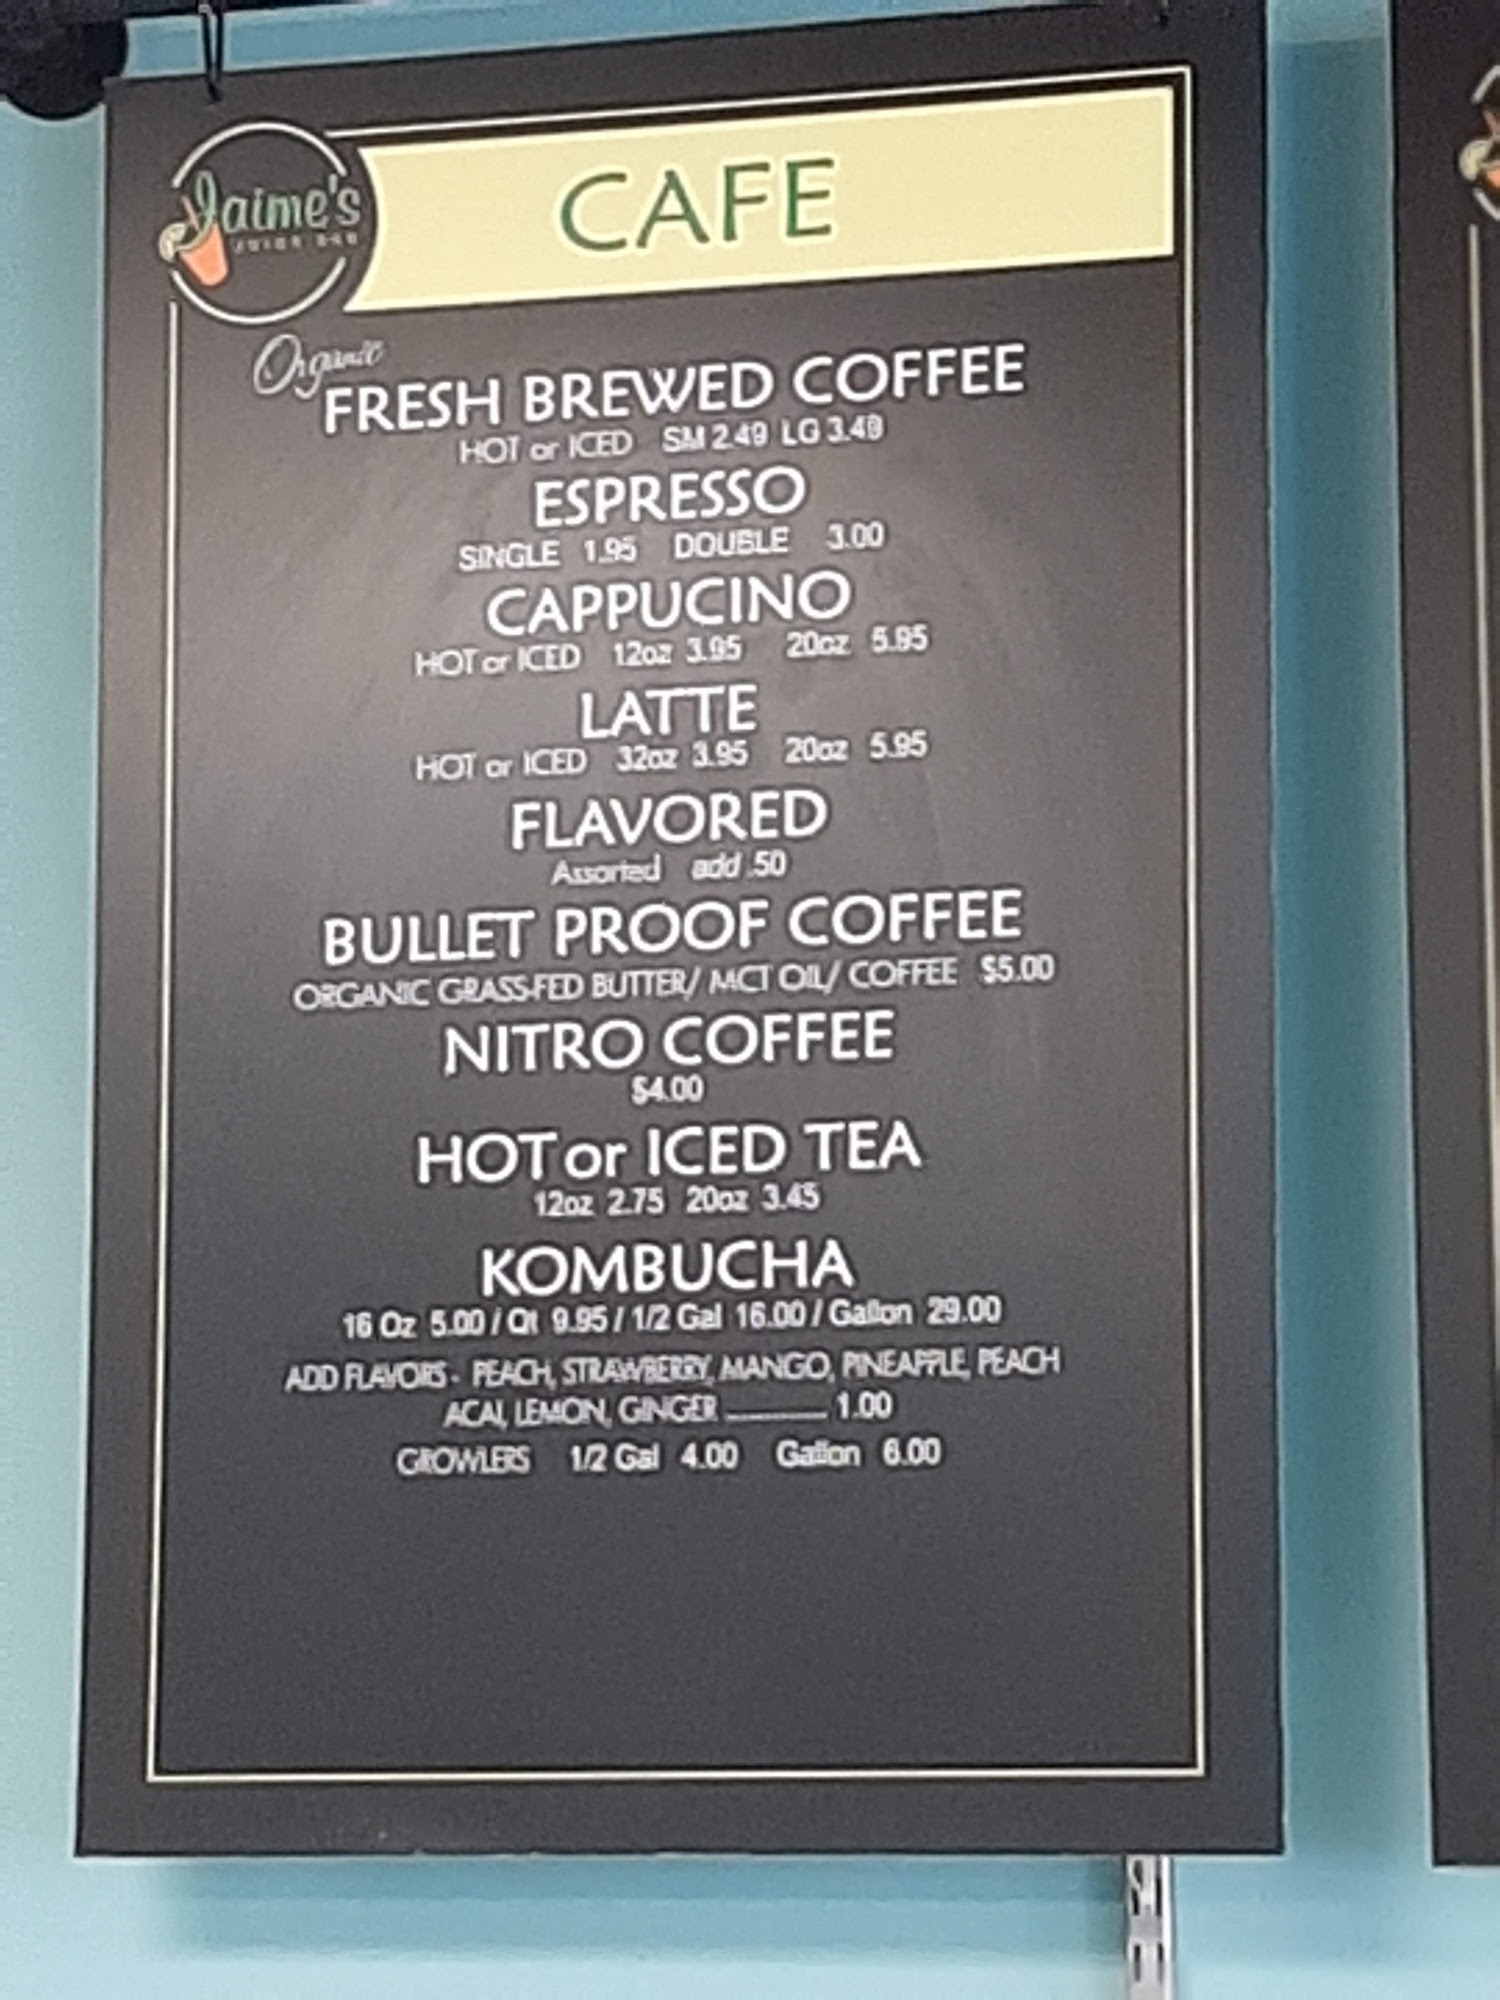 Jaime's
JUICE BAR
CAFE
Organic
FRESH BREWED COFFEE
HOT or ICED SM 2.49 LG 3.49
ESPRESSO
SINGLE 1.95 DOUBLE 3.00
CAPPUCINO
HOT or ICED 12oz 3.95 20oz 5.95
LATTE
HOT or ICED 32oz 3.95 20oz 5.95
FLAVORED
Assorted add .50
BULLET PROOF COFFEE
ORGANIC GRASS-FED BUTTER/ MCT OIL/ COFFEE $5.00
NITRO COFFEE
$4.00
HOT or ICED TEA
12oz 2.75 20oz 3.45
KOMBUCHA
16 Oz 5.00 / Qt 9.95 / 1/2 Gal 16.00 / Gallon 29.00
ADD FLAVORS - PEACH, STRAWBERRY, MANGO, PINEAPPLE, PEACH
ACAI, LEMON, GINGER ________ 1.00
GROWLERS 1/2 Gal 4.00 Gallon 6.00